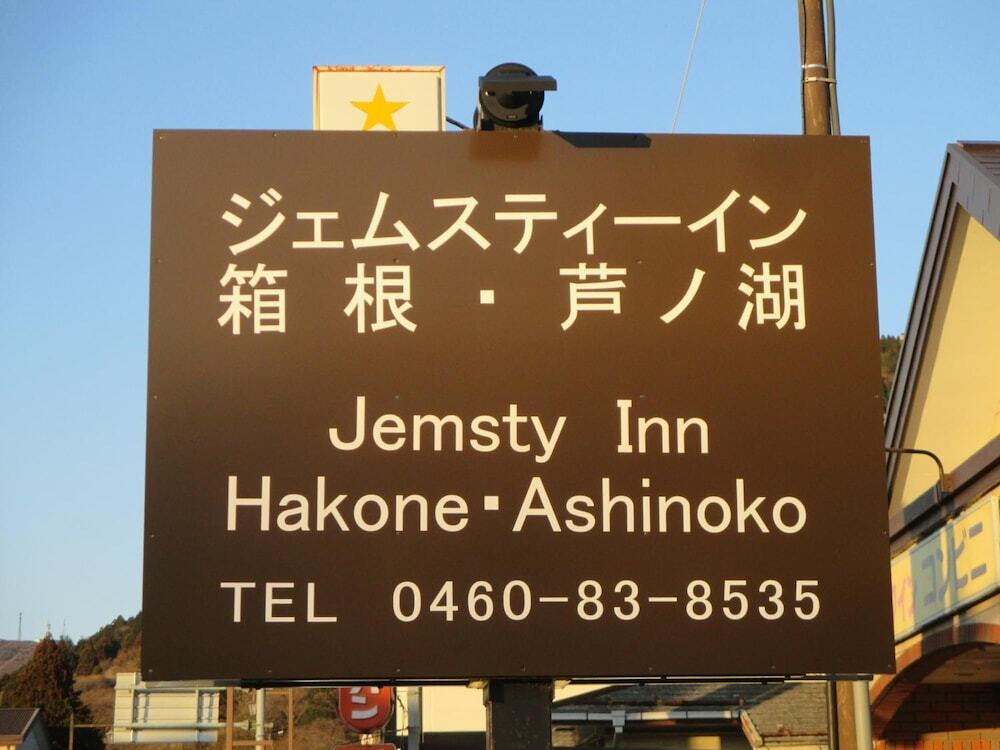 ジェムスティーイン
箱根・芦ノ湖
Jemsty Inn
Hakone・Ashinoko
TEL 0460-83-8535
コンビニ